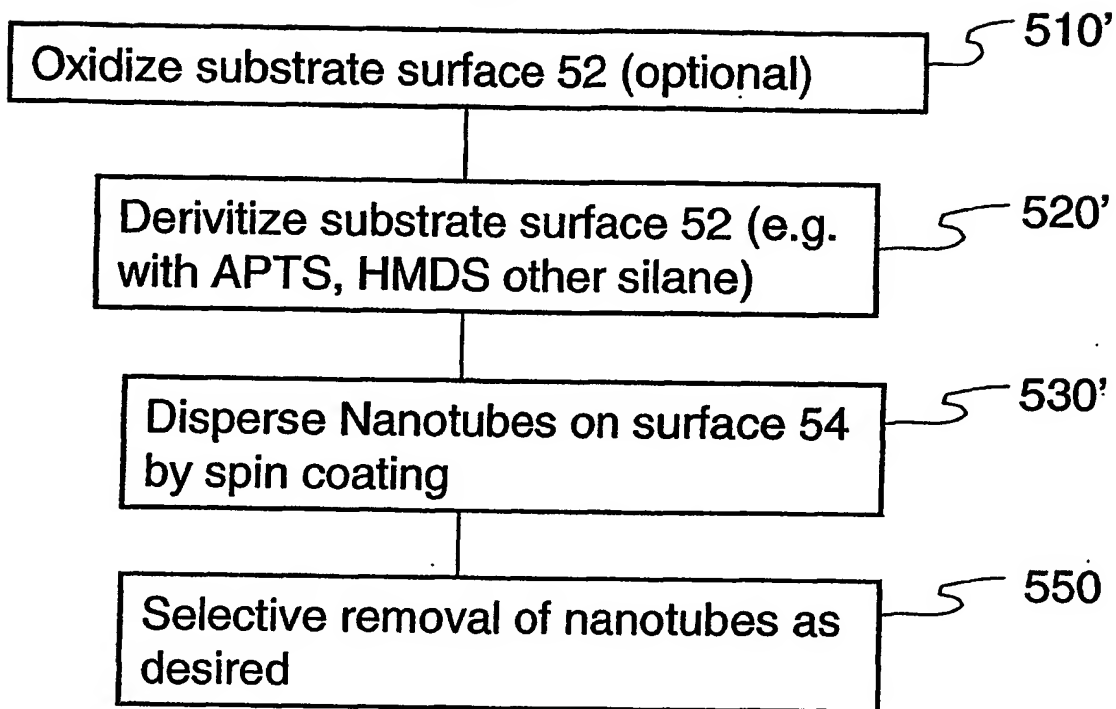 510’
Oxidize substrate surface 52 (optional)
520’
Derivitize substrate surface 52 (e.g.
with APTS, HMDS other silane)
530’
Disperse Nanotubes on surface 54
by spin coating
550
Selective removal of nanotubes as
desired